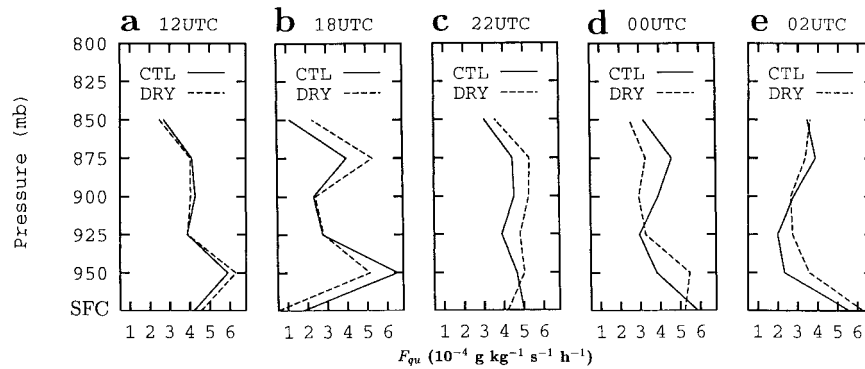 a 12UTC b 18UTC c 22UTC d 00UTC e 02UTC
800
825
CTL CTL CTL CTL CTL
DRY DRY DRY DRY DRY
850
875
900
925
950
SFC
Pressure (mb)
1 2 3 4 5 6 1 2 3 4 5 6 1 2 3 4 5 6 1 2 3 4 5 6 1 2 3 4 5 6
F_qu (10⁻⁴ g kg⁻¹ s⁻¹ h⁻¹)